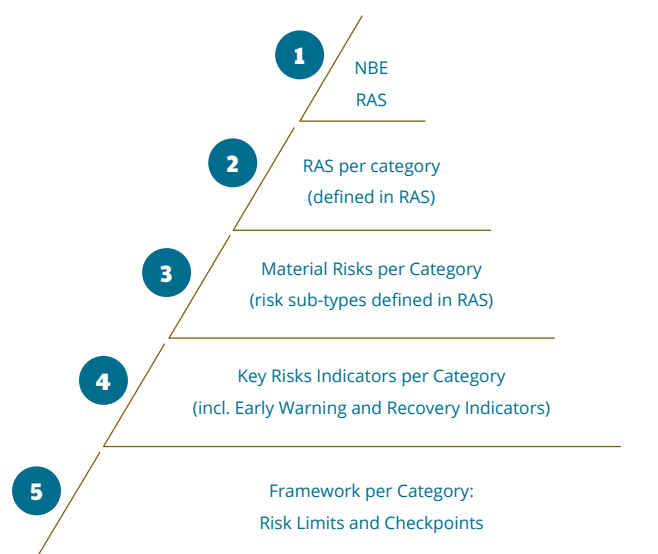 1
NBE
RAS
2
RAS per category
(defined in RAS)
3
Material Risks per Category
(risk sub-types defined in RAS)
4
Key Risks Indicators per Category
(incl. Early Warning and Recovery Indicators)
5
Framework per Category:
Risk Limits and Checkpoints